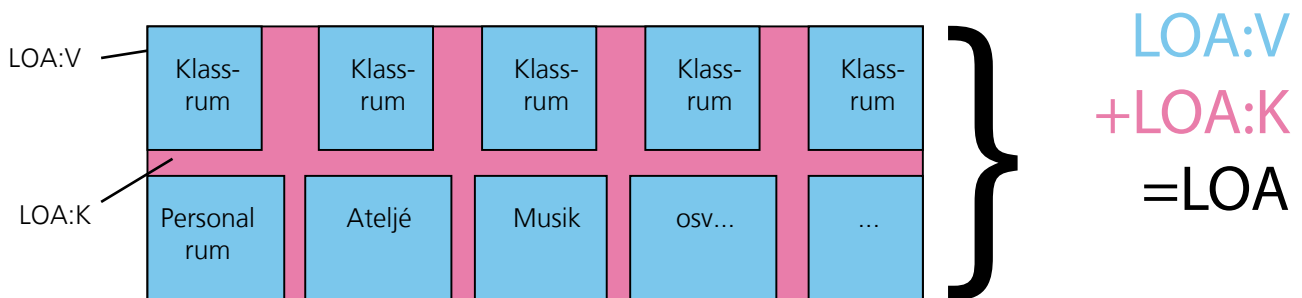 LOA:V
Klass-
rum
Klass-
rum
Klass-
rum
Klass-
rum
Klass-
rum
LOA:K
Personal
rum
Ateljé
Musik
osv...
...
}
LOA:V
+LOA:K
=LOA